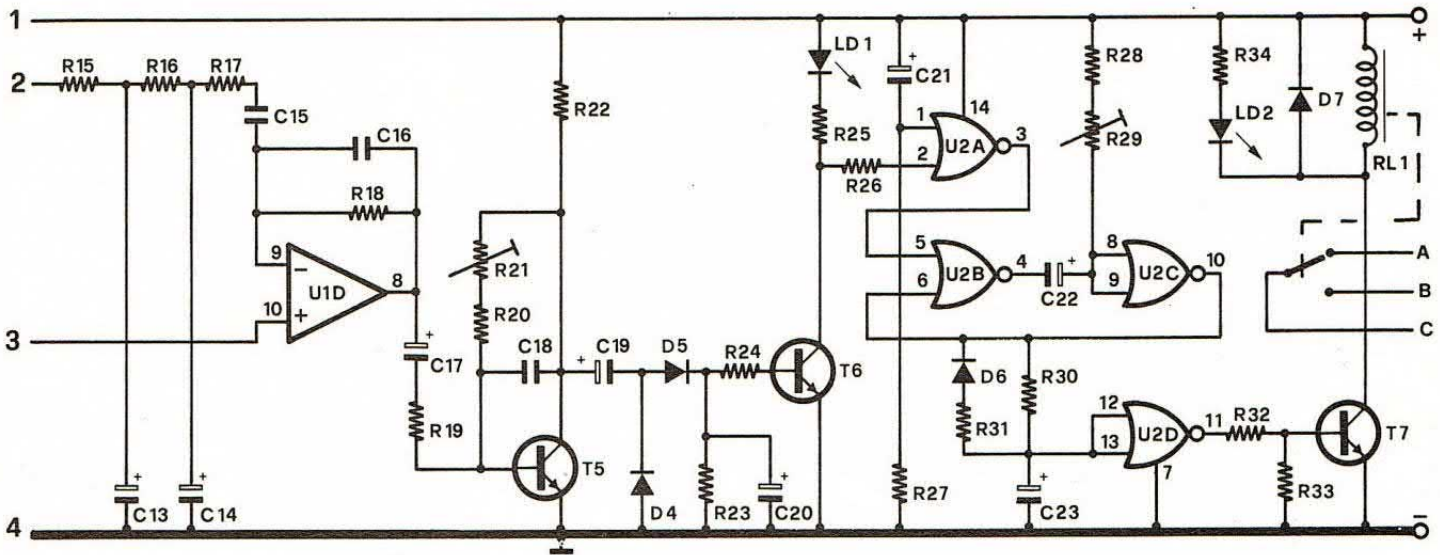 1
+
LD 1
R28
R34
R15
R16
R17
C21
14
D7
2
C15
R22
R25
1
3
LD2
C16
U2A
R29
RL1
2
R26
R18
5
8
A
9
R21
U2B
4
U2C
10
8
6
C22
9
B
U1D
10
+
R20
+
3
C
C18
C19
D5
R24
T6
C17
D6
R30
12
11
R32
R19
R31
U2D
T7
13
T5
7
R27
R33
C13
C14
D4
R23
C20
C23
4
−